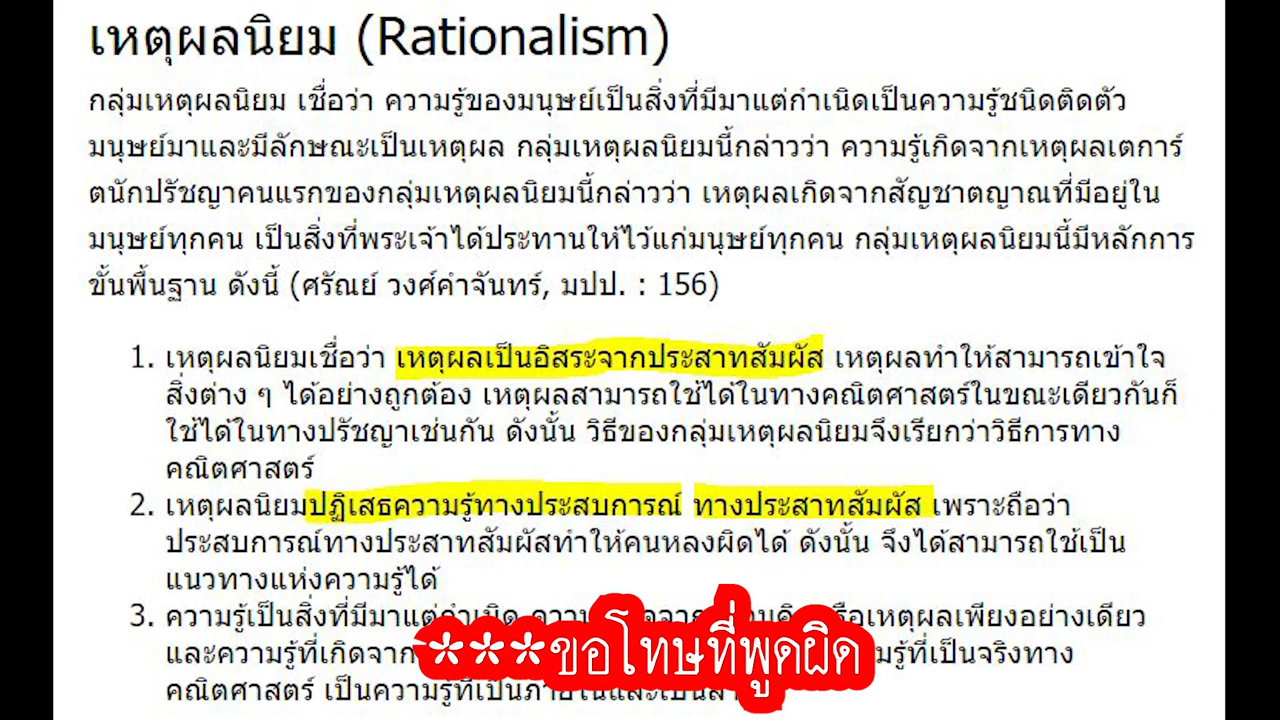 เหตุผลนิยม (Rationalism)
กลุ่มเหตุผลนิยม เชื่อว่า ความรู้ของมนุษย์เป็นสิ่งที่มีมาแต่กำเนิดเป็นความรู้ชนิดติดตัว
มนุษย์มาและมีลักษณะเป็นเหตุผล กลุ่มเหตุผลนิยมนี้กล่าวว่า ความรู้เกิดจากเหตุผลเตการ์
ตนักปรัชญาคนแรกของกลุ่มเหตุผลนิยมนี้กล่าวว่า เหตุผลเกิดจากสัญชาตญาณที่มีอยู่ใน
มนุษย์ทุกคน เป็นสิ่งที่พระเจ้าได้ประทานให้ไว้แก่มนุษย์ทุกคน กลุ่มเหตุผลนิยมนี้มีหลักการ
ขั้นพื้นฐาน ดังนี้ (ศรัณย์ วงศ์คำจันทร์, มปป. : 156)
1. เหตุผลนิยมเชื่อว่า เหตุผลเป็นอิสระจากประสาทสัมผัส เหตุผลทำให้สามารถเข้าใจ
สิ่งต่าง ๆ ได้อย่างถูกต้อง เหตุผลสามารถใช้ได้ในทางคณิตศาสตร์ในขณะเดียวกันก็
ใช้ได้ในทางปรัชญาเช่นกัน ดังนั้น วิธีของกลุ่มเหตุผลนิยมจึงเรียกว่าวิธีการทาง
คณิตศาสตร์
2. เหตุผลนิยมปฏิเสธความรู้ทางประสบการณ์ ทางประสาทสัมผัส เพราะถือว่า
ประสบการณ์ทางประสาทสัมผัสทำให้คนหลงผิดได้ ดังนั้น จึงได้สามารถใช้เป็น
แนวทางแห่งความรู้ได้
3. ความรู้เป็นสิ่งที่มีมาแต่กำเนิด หรือเหตุผลเพียงอย่างเดียว
และความรู้ที่เกิดจาก รู้ที่เป็นจริงทาง
คณิตศาสตร์ เป็นความรู้ที่เป็นภายในและเป็น
***ขอโทษที่พูดผิด